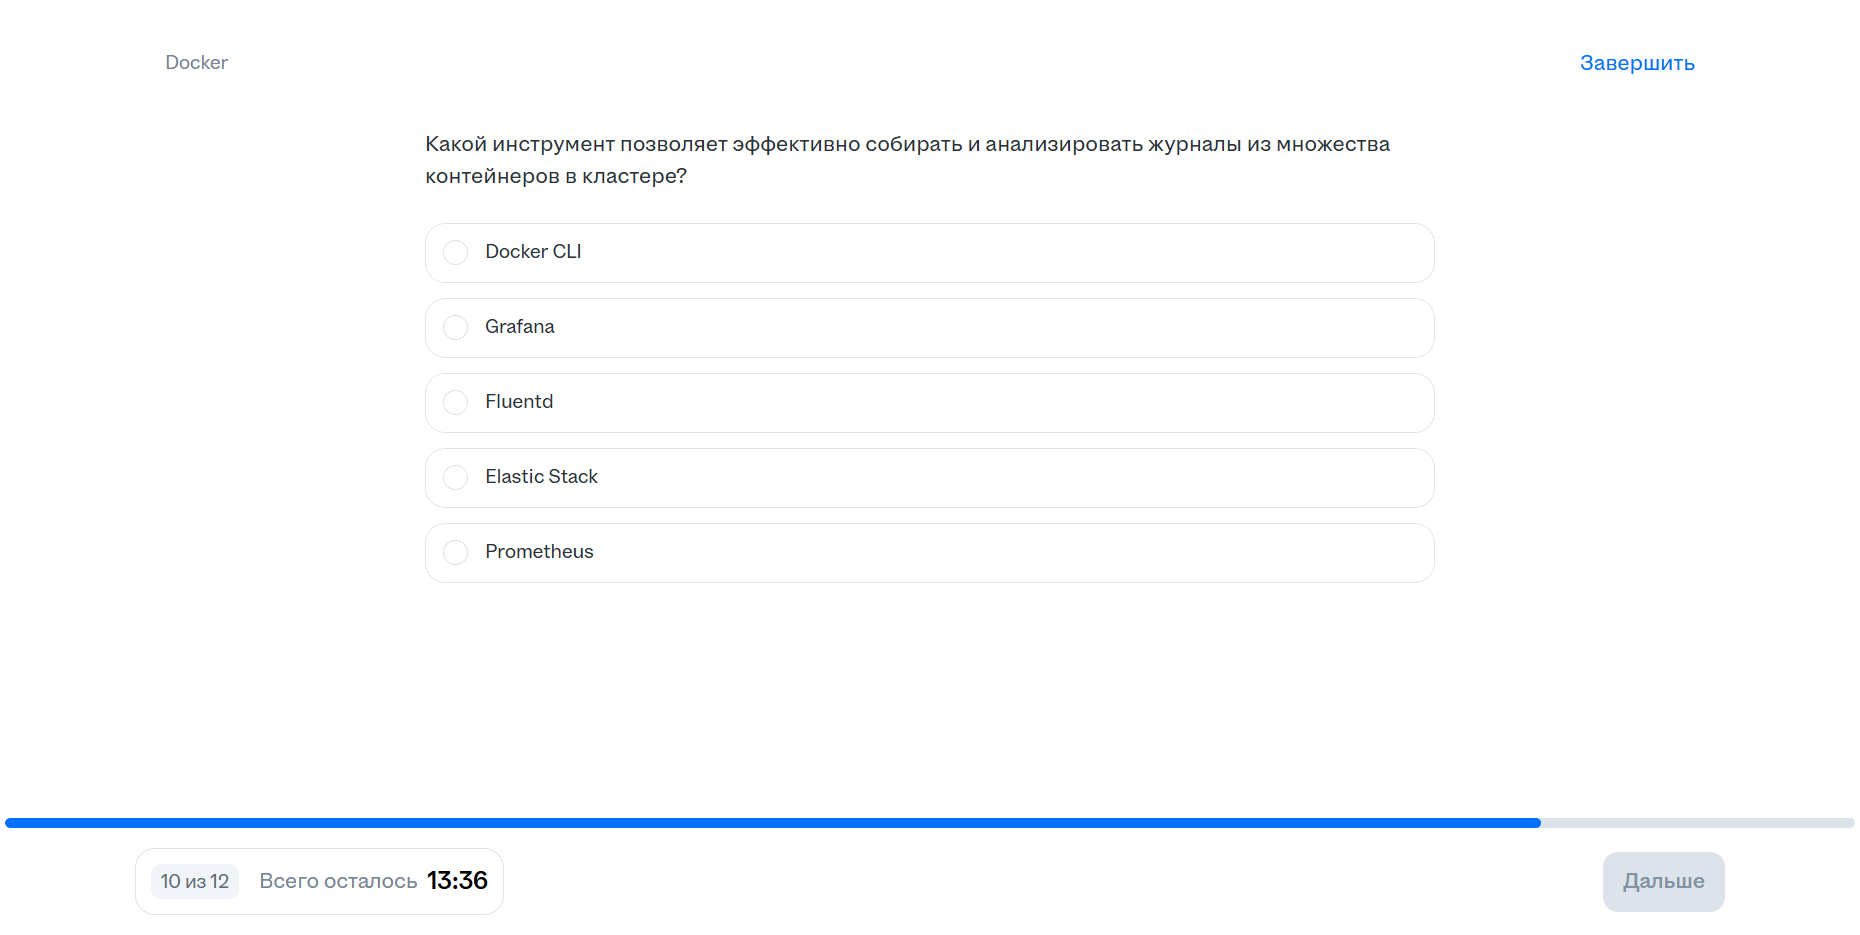 Docker
Завершить
Какой инструмент позволяет эффективно собирать и анализировать журналы из множества
контейнеров в кластере?
Docker CLI
Grafana
Fluentd
Elastic Stack
Prometheus
10 из 12
Всего осталось 13:36
Дальше